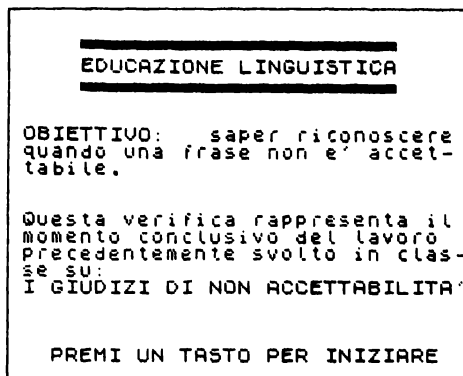 EDUCAZIONE LINGUISTICA
OBIETTIVO: saper riconoscere
quando una frase non e' accet-
tabile.
Questa verifica rappresenta il
momento conclusivo del lavoro
precedentemente svolto in clas-
se su:
I GIUDIZI DI NON ACCETTABILITA'
PREMI UN TASTO PER INIZIARE